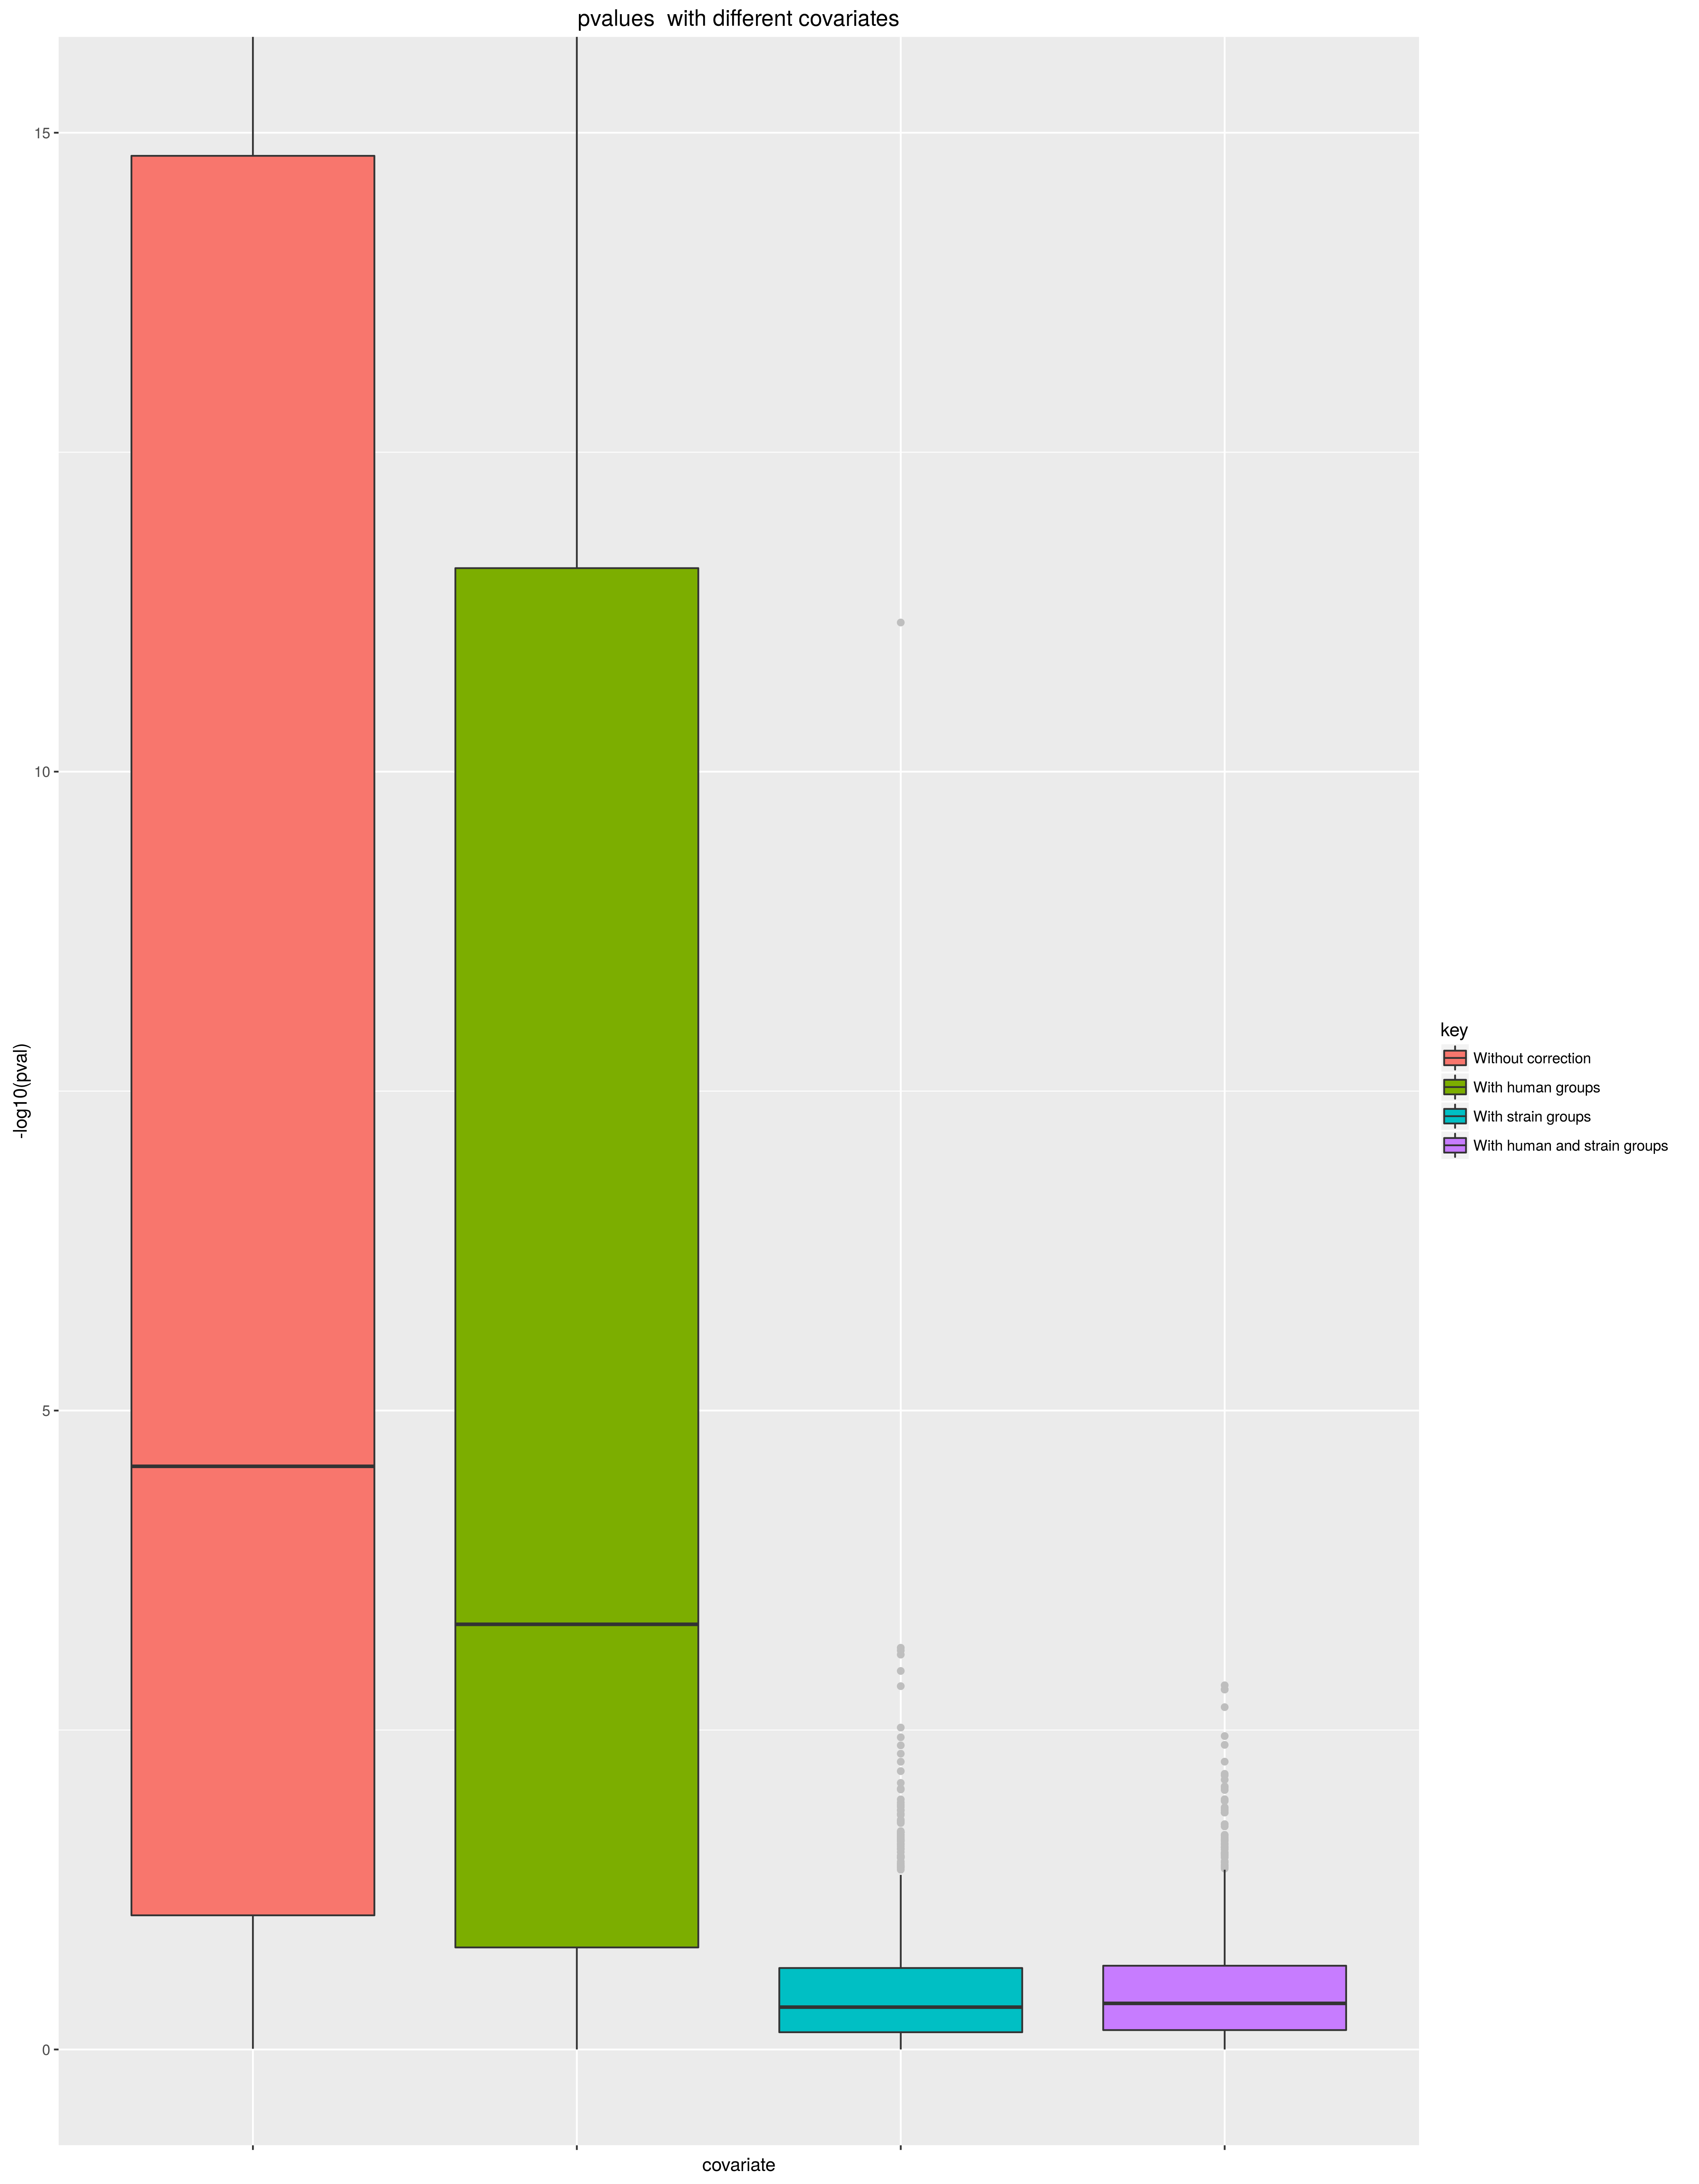 pvalues  with different covariates
15
10
5
0
-log10(pval)
covariate
key
Without correction
With human groups
With strain groups
With human and strain groups